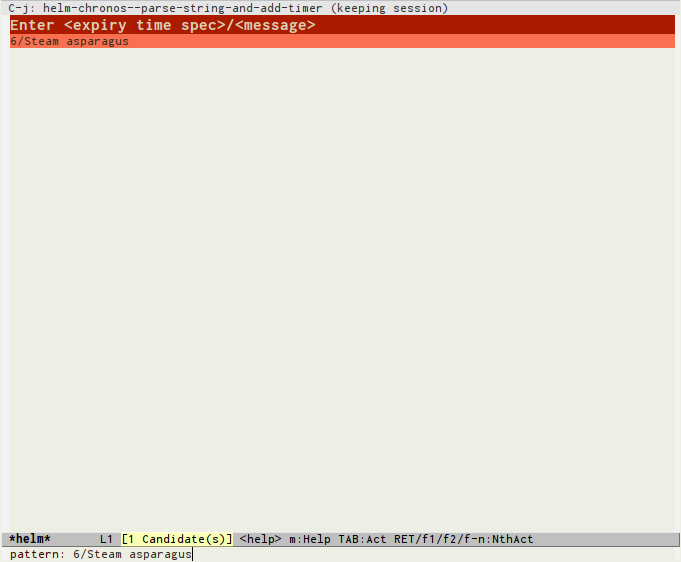 C-j: helm-chronos--parse-string-and-add-timer (keeping session)
Enter <expiry time spec>/<message>
6/Steam asparagus
*helm* L1 [1 Candidate(s)] <help> m:Help TAB:Act RET/f1/f2/f-n:NthAct
pattern: 6/Steam asparagus